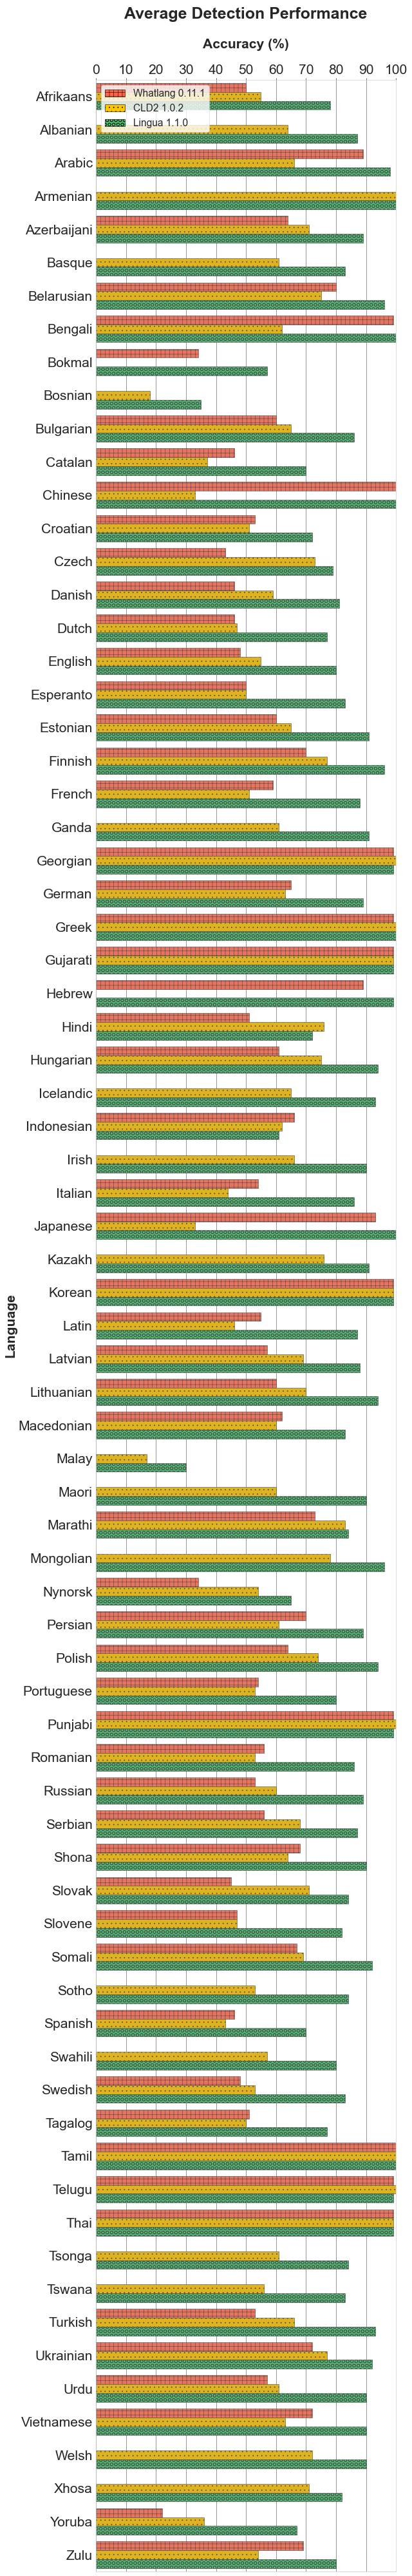 Average Detection Performance
Accuracy (%)
0 10 20 30 40 50 60 70 80 90 100
Whatlang 0.11.1
CLD2 1.0.2
Lingua 1.1.0
Language
Afrikaans
Albanian
Arabic
Armenian
Azerbaijani
Basque
Belarusian
Bengali
Bokmal
Bosnian
Bulgarian
Catalan
Chinese
Croatian
Czech
Danish
Dutch
English
Esperanto
Estonian
Finnish
French
Ganda
Georgian
German
Greek
Gujarati
Hebrew
Hindi
Hungarian
Icelandic
Indonesian
Irish
Italian
Japanese
Kazakh
Korean
Latin
Latvian
Lithuanian
Macedonian
Malay
Maori
Marathi
Mongolian
Nynorsk
Persian
Polish
Portuguese
Punjabi
Romanian
Russian
Serbian
Shona
Slovak
Slovene
Somali
Sotho
Spanish
Swahili
Swedish
Tagalog
Tamil
Telugu
Thai
Tsonga
Tswana
Turkish
Ukrainian
Urdu
Vietnamese
Welsh
Xhosa
Yoruba
Zulu